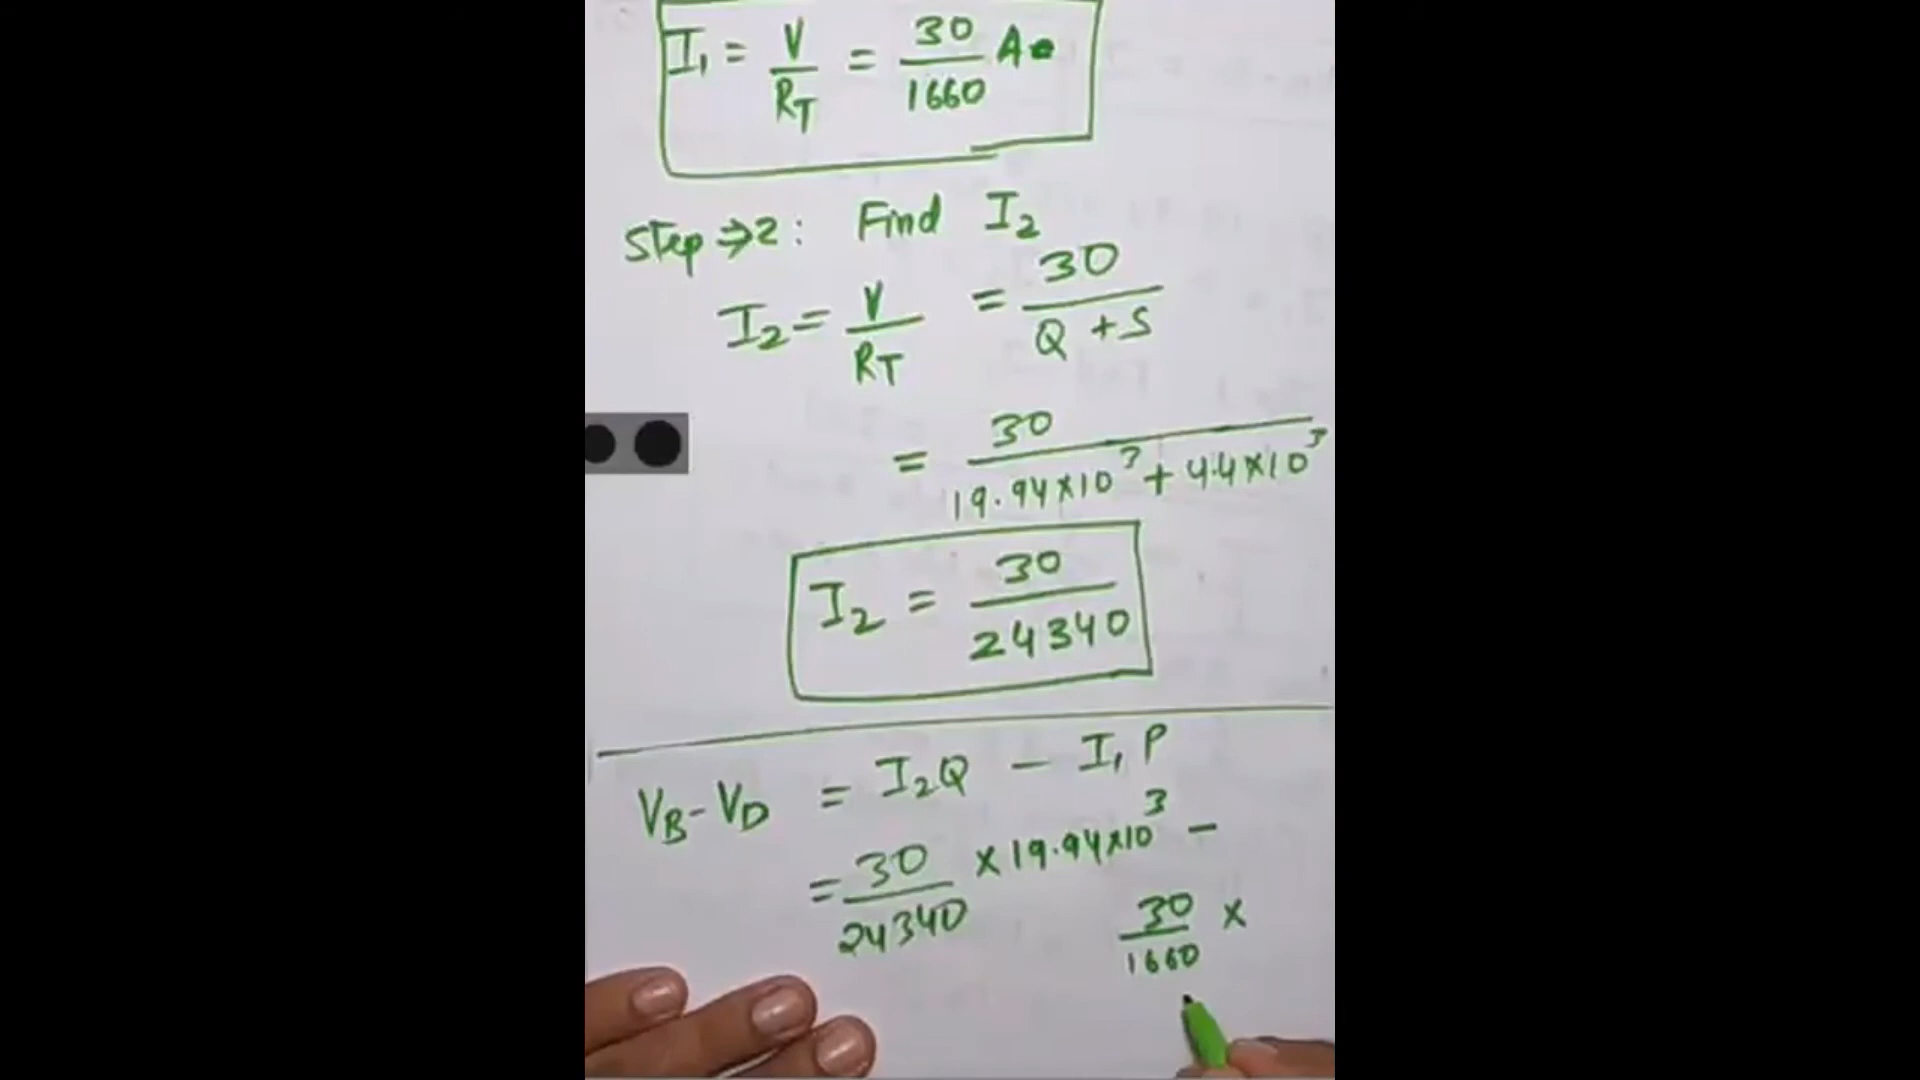 I₁ = V/R_T = 30/1660 A
Step ⇒ 2: Find I₂
I₂ = V/R_T = 30/(Q + S)
= 30/(19.94×10³ + 4.4×10³)
I₂ = 30/24340
V_B - V_D = I₂Q - I₁P
= 30/24340 × 19.94×10³ -
30/1660 ×